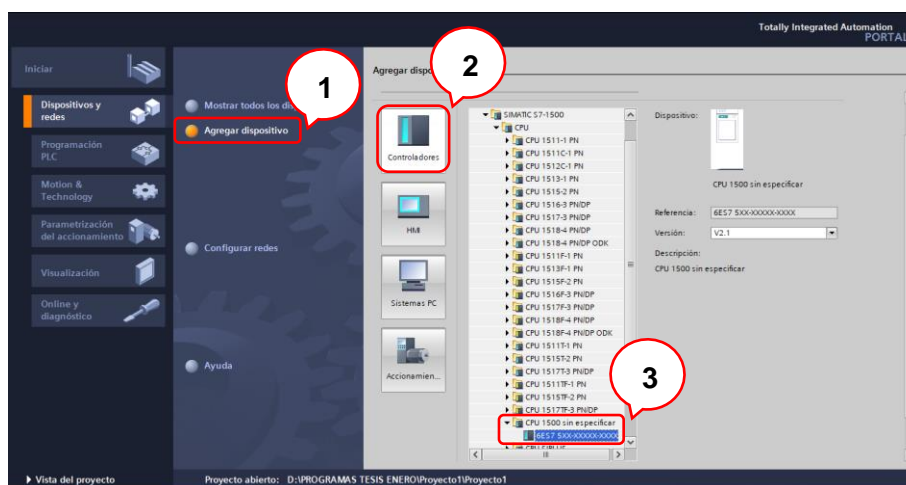 Totally Integrated Automation
PORTAL
Iniciar
Dispositivos y
redes
Programación
PLC
Motion &
Technology
Parametrización
del accionamiento
Visualización
Online y
diagnóstico
Mostrar todos los
Agregar dispositivo
Configurar redes
Ayuda
1
2
3
Agregar
Controladores
HMI
Sistemas PC
Accionamien...
SIMATIC S7-1500
CPU
CPU 1511-1 PN
CPU 1511C-1 PN
CPU 1512C-1 PN
CPU 1513-1 PN
CPU 1515-2 PN
CPU 1516-3 PN/DP
CPU 1517-3 PN/DP
CPU 1518-4 PN/DP
CPU 1518-4 PN/DP ODK
CPU 1511F-1 PN
CPU 1513F-1 PN
CPU 1515F-2 PN
CPU 1516F-3 PN/DP
CPU 1517F-3 PN/DP
CPU 1518F-4 PN/DP
CPU 1518F-4 PN/DP ODK
CPU 1511T-1 PN
CPU 1515T-2 PN
CPU 1517T-3 PN/DP
CPU 1511TF-1 PN
CPU 1515TF-2 PN
CPU 1517TF-3 PN/DP
CPU 1500 sin especificar
6ES7 5XX-XXXXX-XXXX
Dispositivo:
CPU 1500 sin especificar
Referencia: 6ES7 5XX-XXXXX-XXXX
Versión: V2.1
Descripción:
CPU 1500 sin especificar
Vista del proyecto
Proyecto abierto: D:\PROGRAMAS TESIS ENERO\Proyecto1\Proyecto1